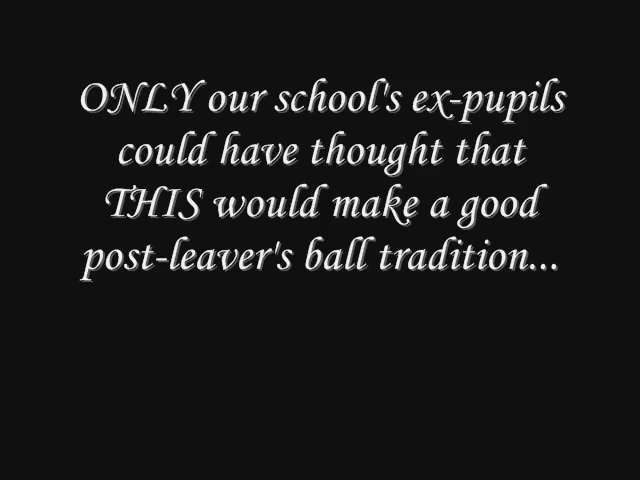 ONLY our school's ex-pupils
could have thought that
THIS would make a good
post-leaver's ball tradition...